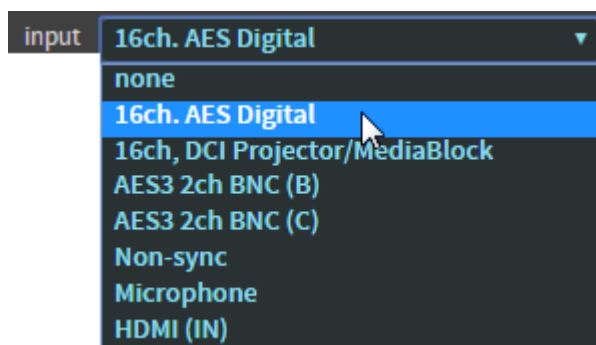 input 16ch. AES Digital
none
16ch. AES Digital
16ch, DCI Projector/MediaBlock
AES3 2ch BNC (B)
AES3 2ch BNC (C)
Non-sync
Microphone
HDMI (IN)